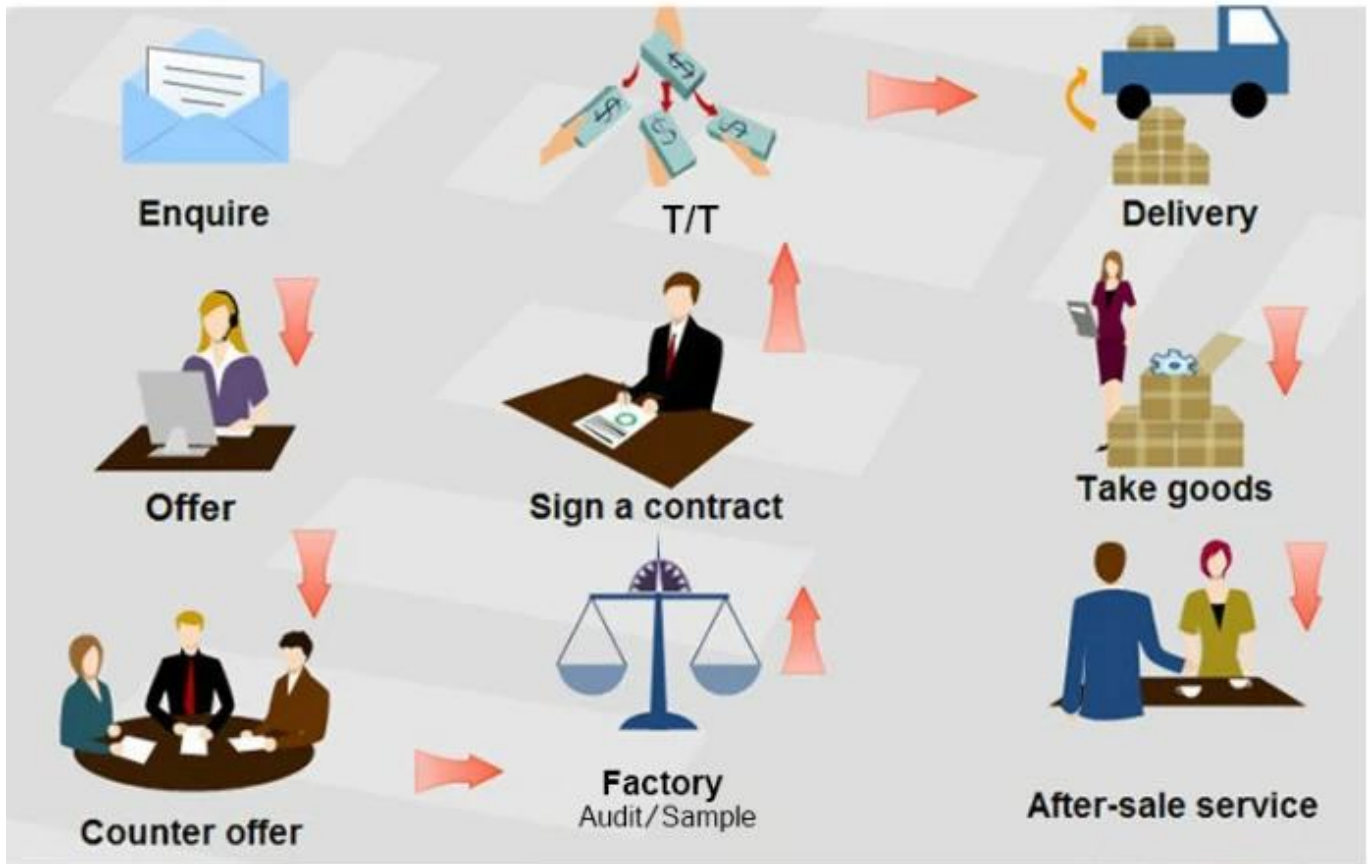 Enquire
T/T
Delivery
Offer
Sign a contract
Take goods
Counter offer
Factory
Audit/Sample
After-sale service